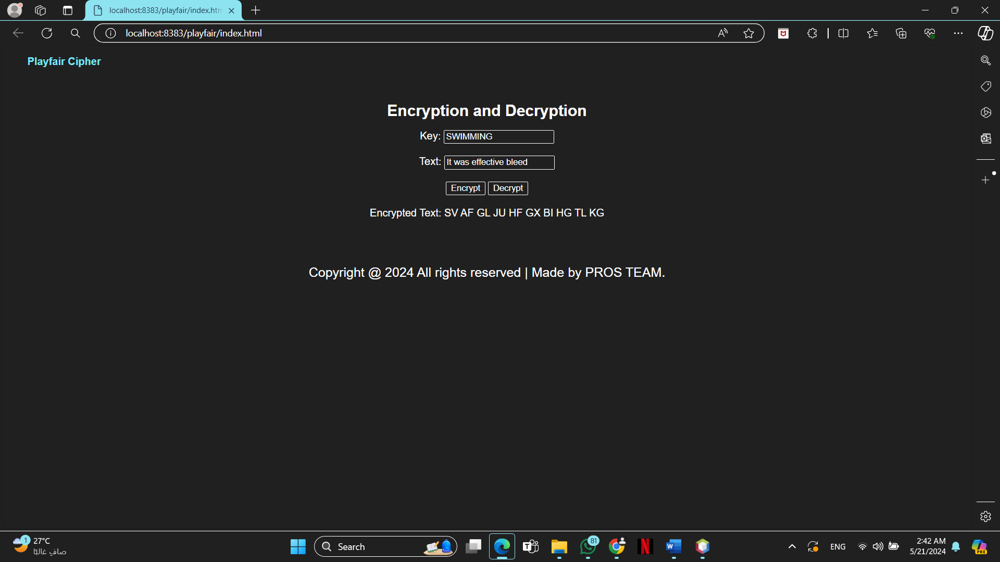 localhost:8383/playfair/index.htm
localhost:8383/playfair/index.html
Playfair Cipher
Encryption and Decryption
Key: SWIMMING
Text: It was effective bleed
Encrypt Decrypt
Encrypted Text: SV AF GL JU HF GX BI HG TL KG
Copyright @ 2024 All rights reserved | Made by PROS TEAM.
1 27°C
صافٍ غالبًا
Search
81
ENG
2:42 AM
5/21/2024
PRE